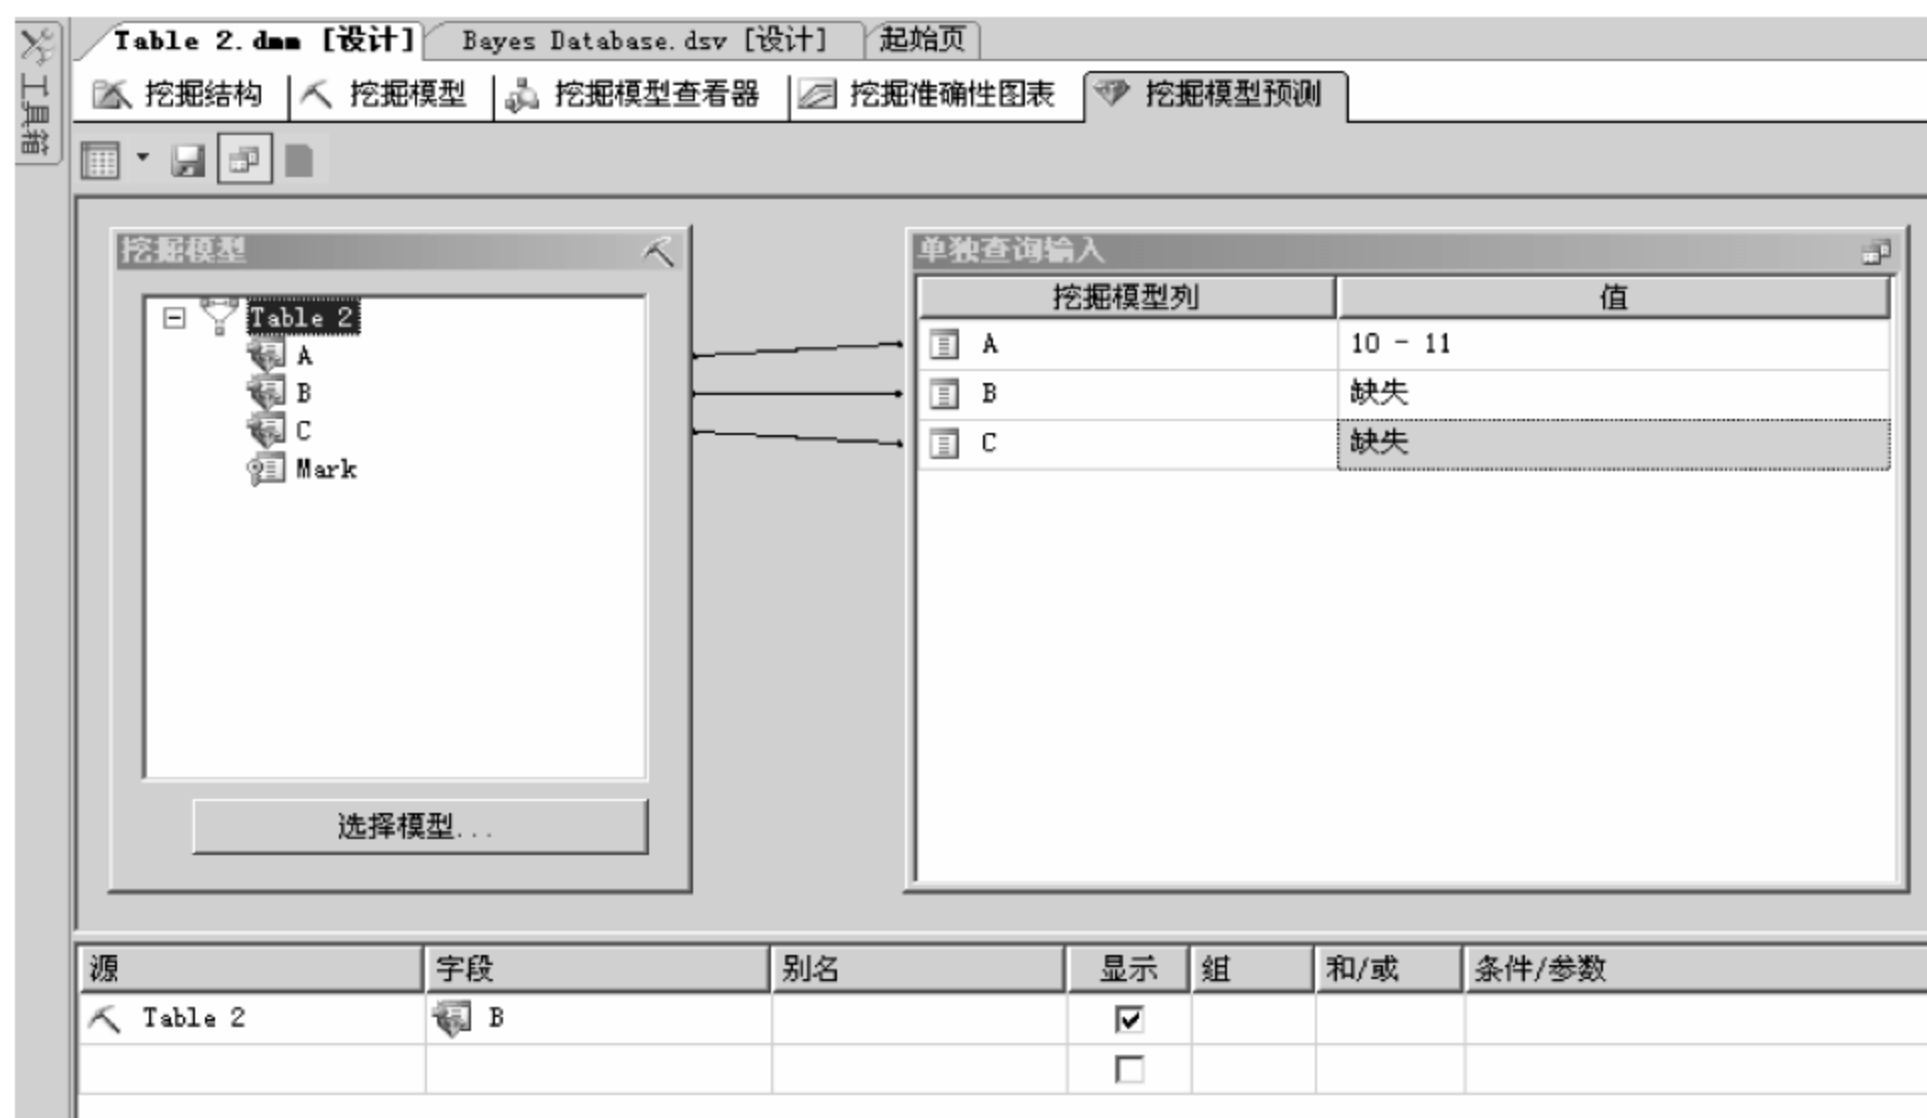 Table 2.dmm [设计] Bayes Database.dsv [设计] 起始页
工具箱
挖掘结构 挖掘模型 挖掘模型查看器 挖掘准确性图表 挖掘模型预测
挖掘模型
Table 2
A
B
C
Mark
选择模型...
单独查询输入
挖掘模型列 值
A 10 - 11
B 缺失
C 缺失
源 字段 别名 显示 组 和/或 条件/参数
Table 2 B